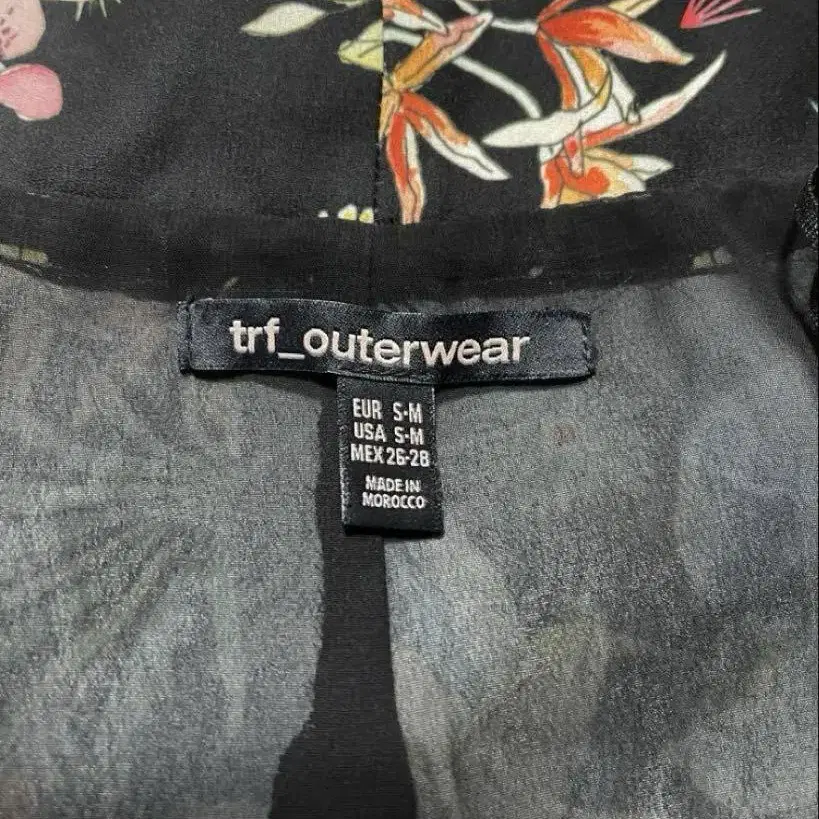 trf_outerwear
EUR S-M
USA S-M
MEX 26-28
MADE IN
MOROCCO